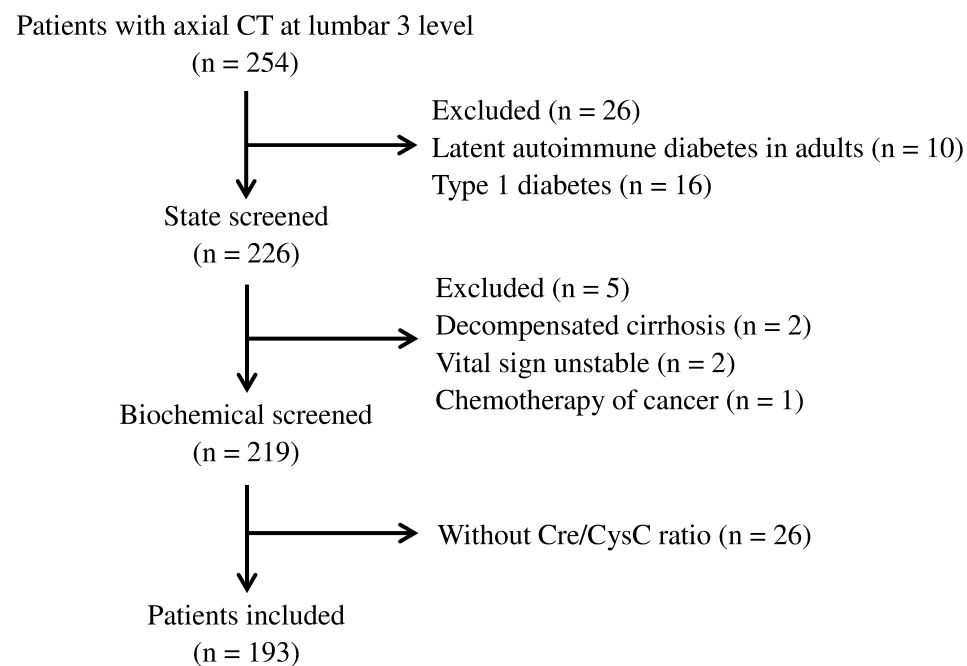 Patients with axial CT at lumbar 3 level
(n = 254)
Excluded (n = 26)
Latent autoimmune diabetes in adults (n = 10)
Type 1 diabetes (n = 16)
State screened
(n = 226)
Excluded (n = 5)
Decompensated cirrhosis (n = 2)
Vital sign unstable (n = 2)
Chemotherapy of cancer (n = 1)
Biochemical screened
(n = 219)
Without Cre/CysC ratio (n = 26)
Patients included
(n = 193)